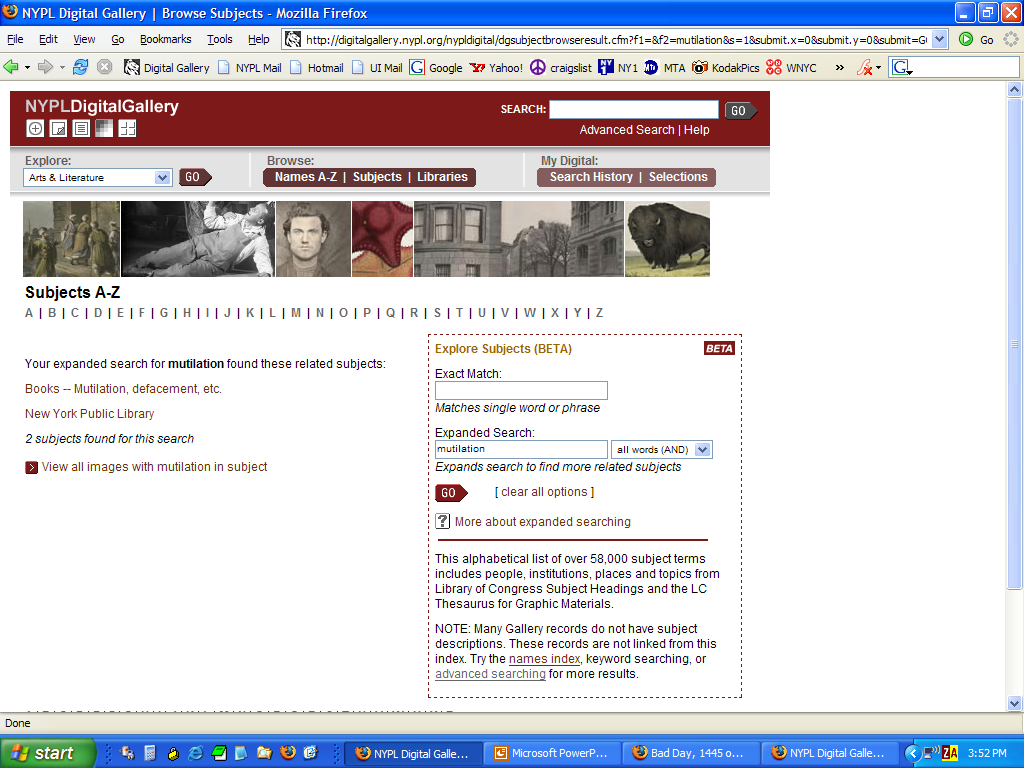 NYPL Digital Gallery | Browse Subjects - Mozilla Firefox
File Edit View Go Bookmarks Tools Help
http://digitalgallery.nypl.org/nypldigital/dgsubjectbrowseresult.cfm?f1=&f2=mutilation&s=1&submit.x=0&submit.y=0&submit=G
Go
Digital Gallery NYPL Mail Hotmail UI Mail Google Yahoo! craigslist NY1 MTA KodakPics WNYC »
NYPLDigitalGallery
SEARCH: GO
Advanced Search | Help
Explore: Browse: My Digital:
Arts & Literature GO Names A-Z | Subjects | Libraries Search History | Selections
Subjects A-Z
A | B | C | D | E | F | G | H | I | J | K | L | M | N | O | P | Q | R | S | T | U | V | W | X | Y | Z
Your expanded search for mutilation found these related subjects:
Books -- Mutilation, defacement, etc.
New York Public Library
2 subjects found for this search
View all images with mutilation in subject
Explore Subjects (BETA) BETA
Exact Match:
Matches single word or phrase
Expanded Search:
mutilation all words (AND)
Expands search to find more related subjects
GO [ clear all options ]
? More about expanded searching
This alphabetical list of over 58,000 subject terms
includes people, institutions, places and topics from
Library of Congress Subject Headings and the LC
Thesaurus for Graphic Materials.
NOTE: Many Gallery records do not have subject
descriptions. These records are not linked from this
index. Try the names index, keyword searching, or
advanced searching for more results.
Done
start NYPL Digital Galle... Microsoft PowerP... Bad Day, 1445 o... NYPL Digital Galle... ZA 3:52 PM